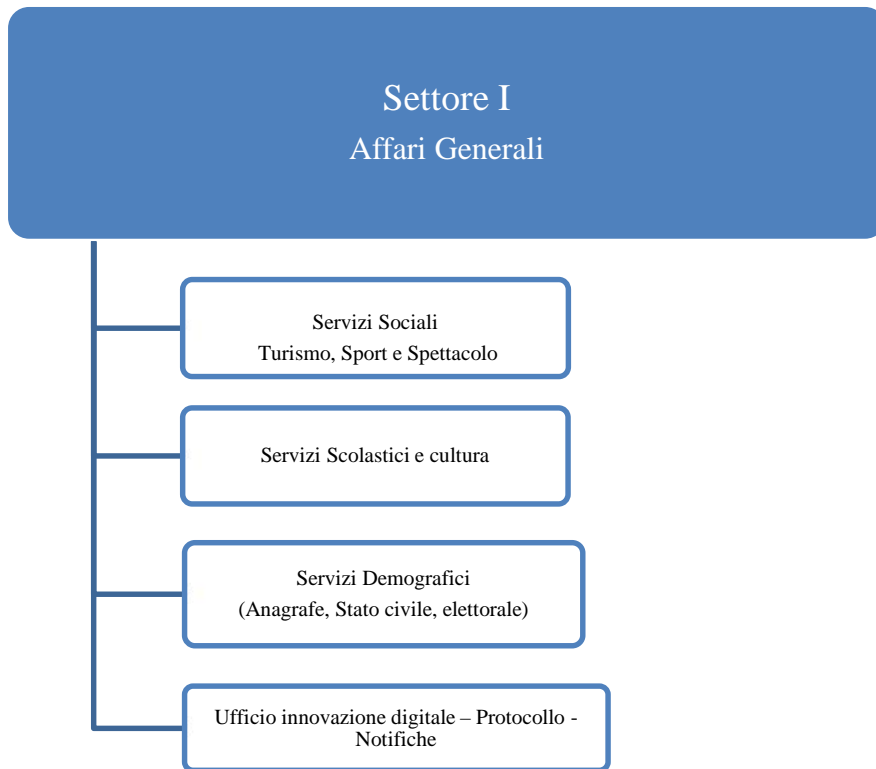 Settore I
Affari Generali
Servizi Sociali
Turismo, Sport e Spettacolo
Servizi Scolastici e cultura
Servizi Demografici
(Anagrafe, Stato civile, elettorale)
Ufficio innovazione digitale – Protocollo -
Notifiche